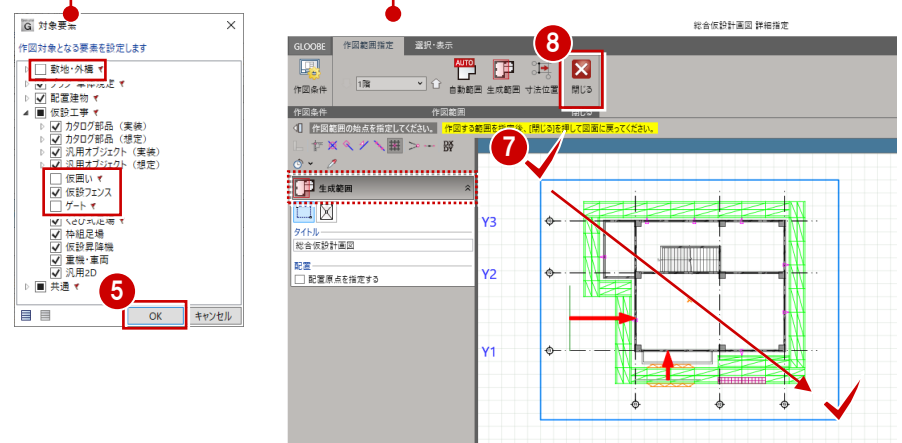 G 対象要素
作図対象となる要素を設定します
敷地・外構
配置建物
仮設工事
カタログ部品（実装）
カタログ部品（想定）
汎用オブジェクト（実装）
汎用オブジェクト（想定）
仮囲い
仮設フェンス
ゲート
くさび式足場
枠組足場
仮設昇降機
重機・車両
汎用2D
共通
5
OK
キャンセル
総合仮設計画図 詳細指定
GLOOBE
作図範囲指定
選択・表示
8
作図条件
1階
AUTO
自動範囲
生成範囲
寸法位置
閉じる
作図条件
作図範囲
閉じる
作図範囲の始点を指定してください。
作図する範囲を指定後、[閉じる]を押して図面に戻ってください。
7
生成範囲
タイトル
総合仮設計画図
配置
配置原点を指定する
Y3
Y2
Y1